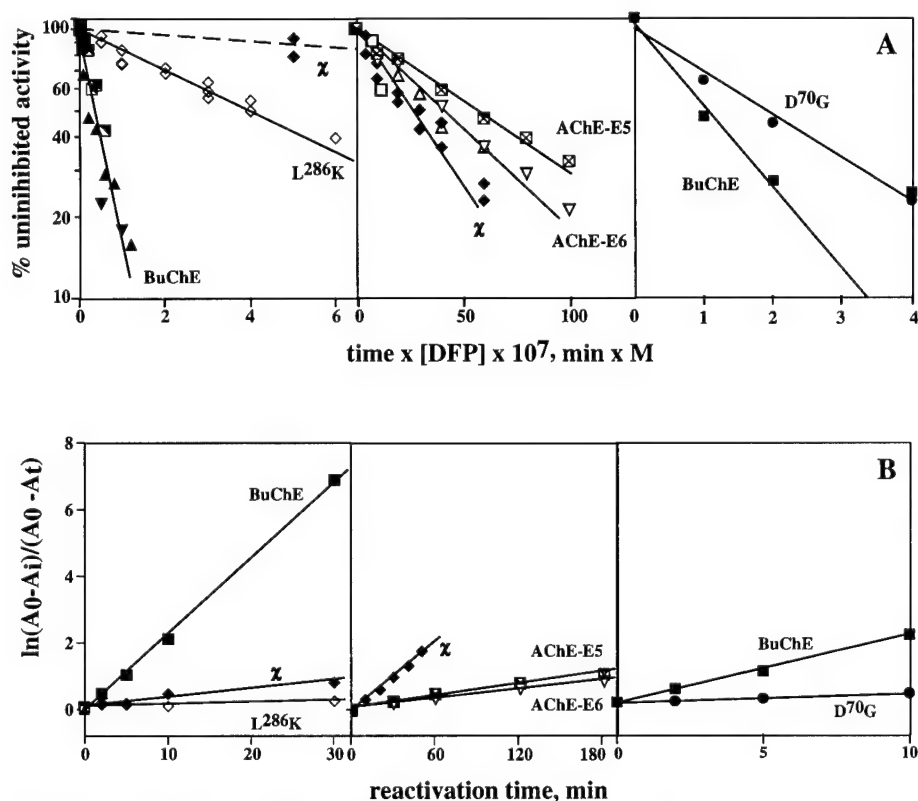 A
% uninhibited activity
100
60
40
20
10
χ
L286K
BuChE
AChE-E5
AChE-E6
χ
D70G
BuChE
0 2 4 6
0 50 100
0 1 2 3 4
time x [DFP] x 10⁷, min x M
B
ln(A0-Ai)/(A0 -At)
8
6
4
2
0
BuChE
χ
L286K
χ
AChE-E5
AChE-E6
BuChE
D70G
0 10 20 30
0 60 120 180
0 5 10
reactivation time, min